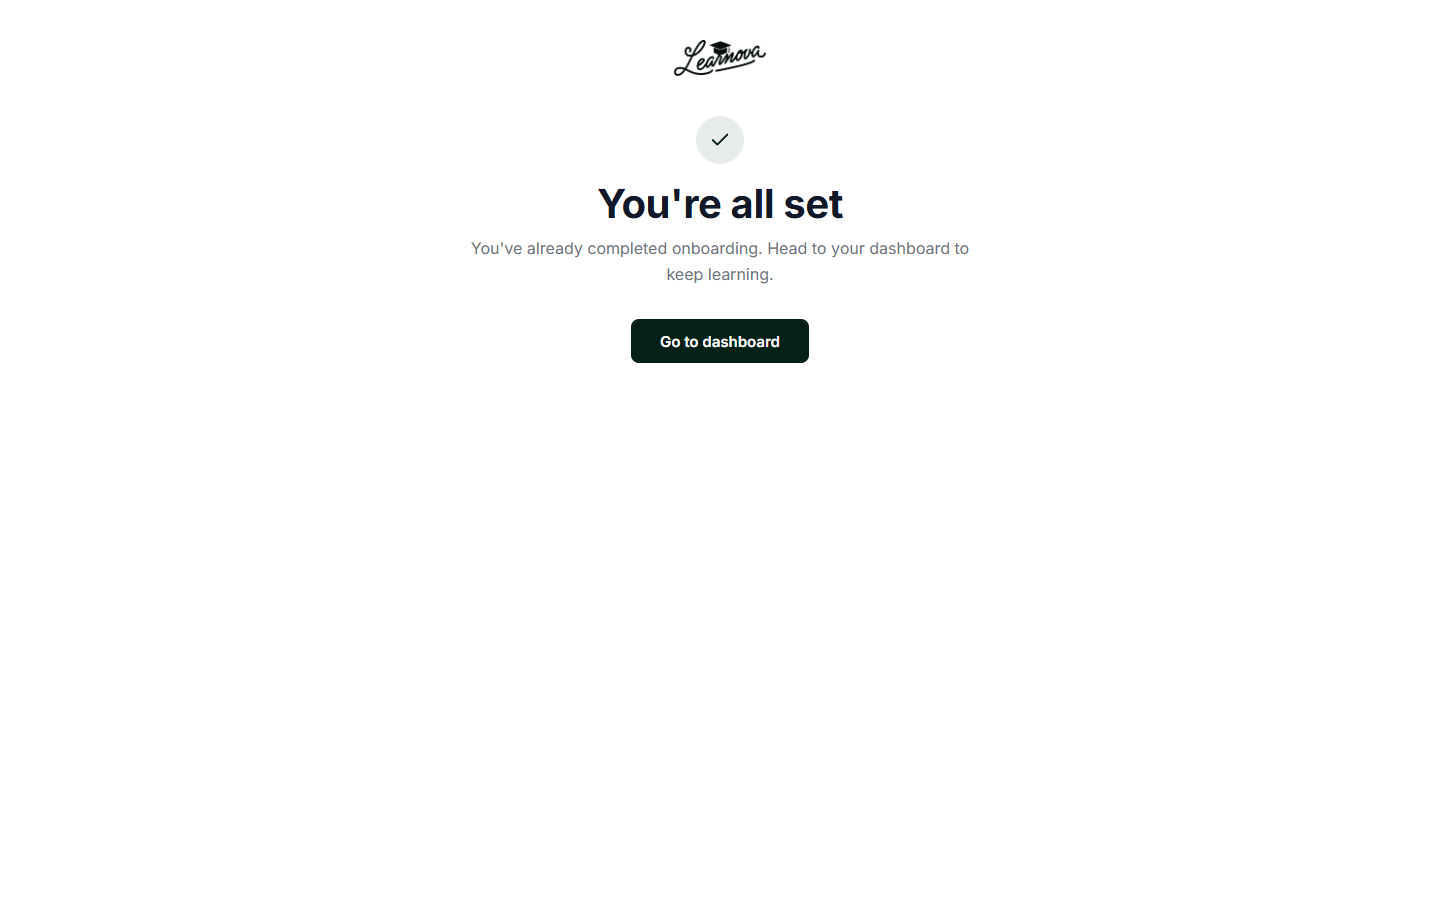 Learnova
You're all set
You've already completed onboarding. Head to your dashboard to
keep learning.
Go to dashboard